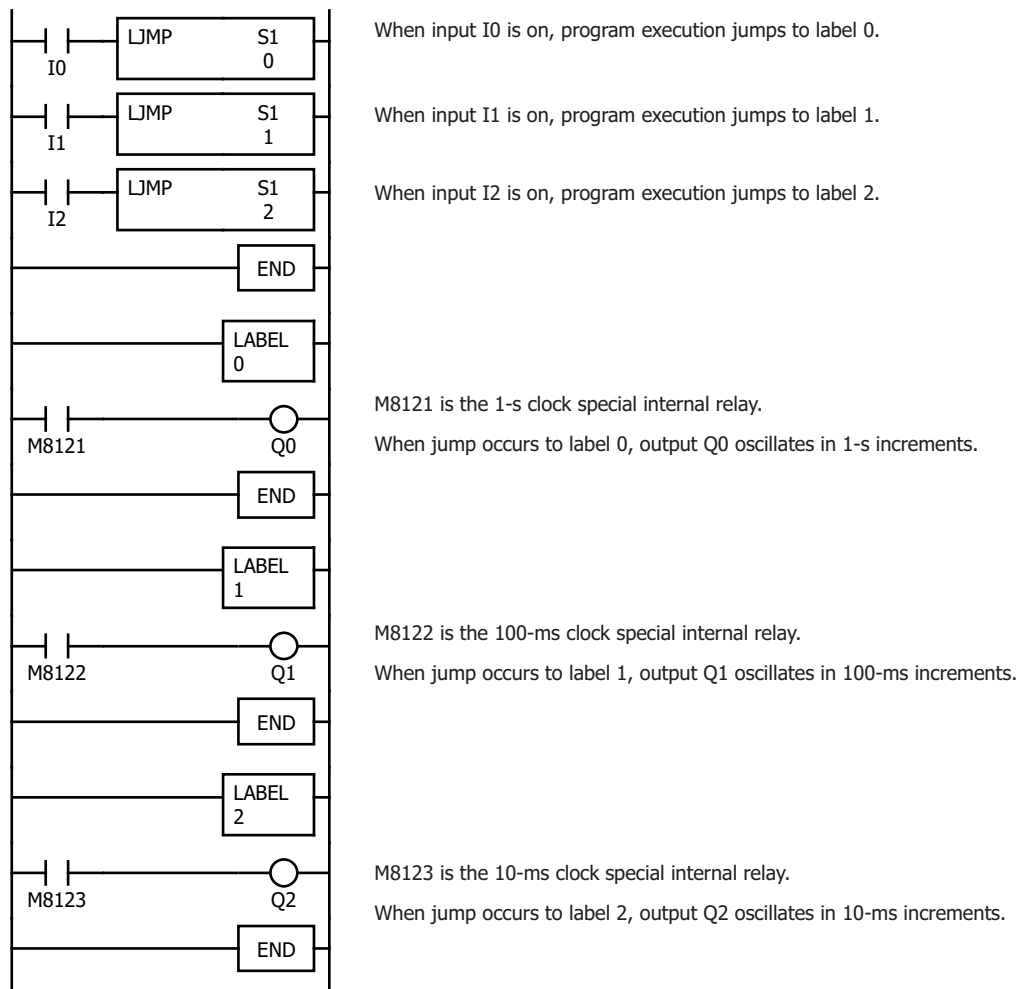 LJMP S1
0
I0
When input I0 is on, program execution jumps to label 0.
LJMP S1
1
I1
When input I1 is on, program execution jumps to label 1.
LJMP S1
2
I2
When input I2 is on, program execution jumps to label 2.
END
LABEL
0
M8121 Q0
M8121 is the 1-s clock special internal relay.
When jump occurs to label 0, output Q0 oscillates in 1-s increments.
END
LABEL
1
M8122 Q1
M8122 is the 100-ms clock special internal relay.
When jump occurs to label 1, output Q1 oscillates in 100-ms increments.
END
LABEL
2
M8123 Q2
M8123 is the 10-ms clock special internal relay.
When jump occurs to label 2, output Q2 oscillates in 10-ms increments.
END